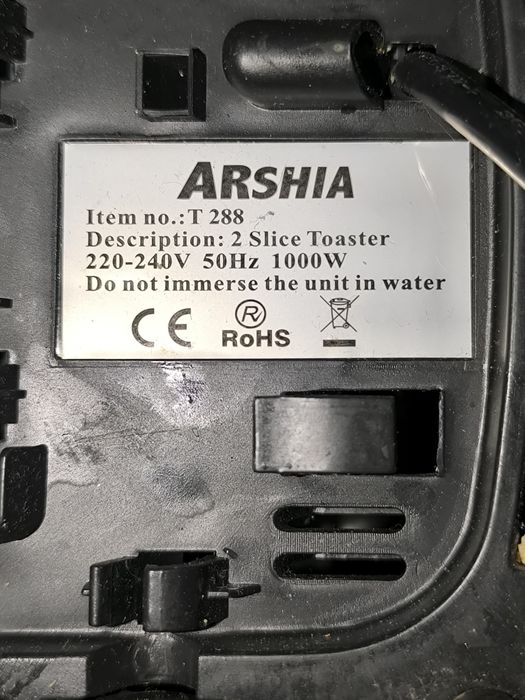 ARSHIA
Item no.:T 288
Description: 2 Slice Toaster
220-240V 50Hz 1000W
Do not immerse the unit in water
CE ® RoHS